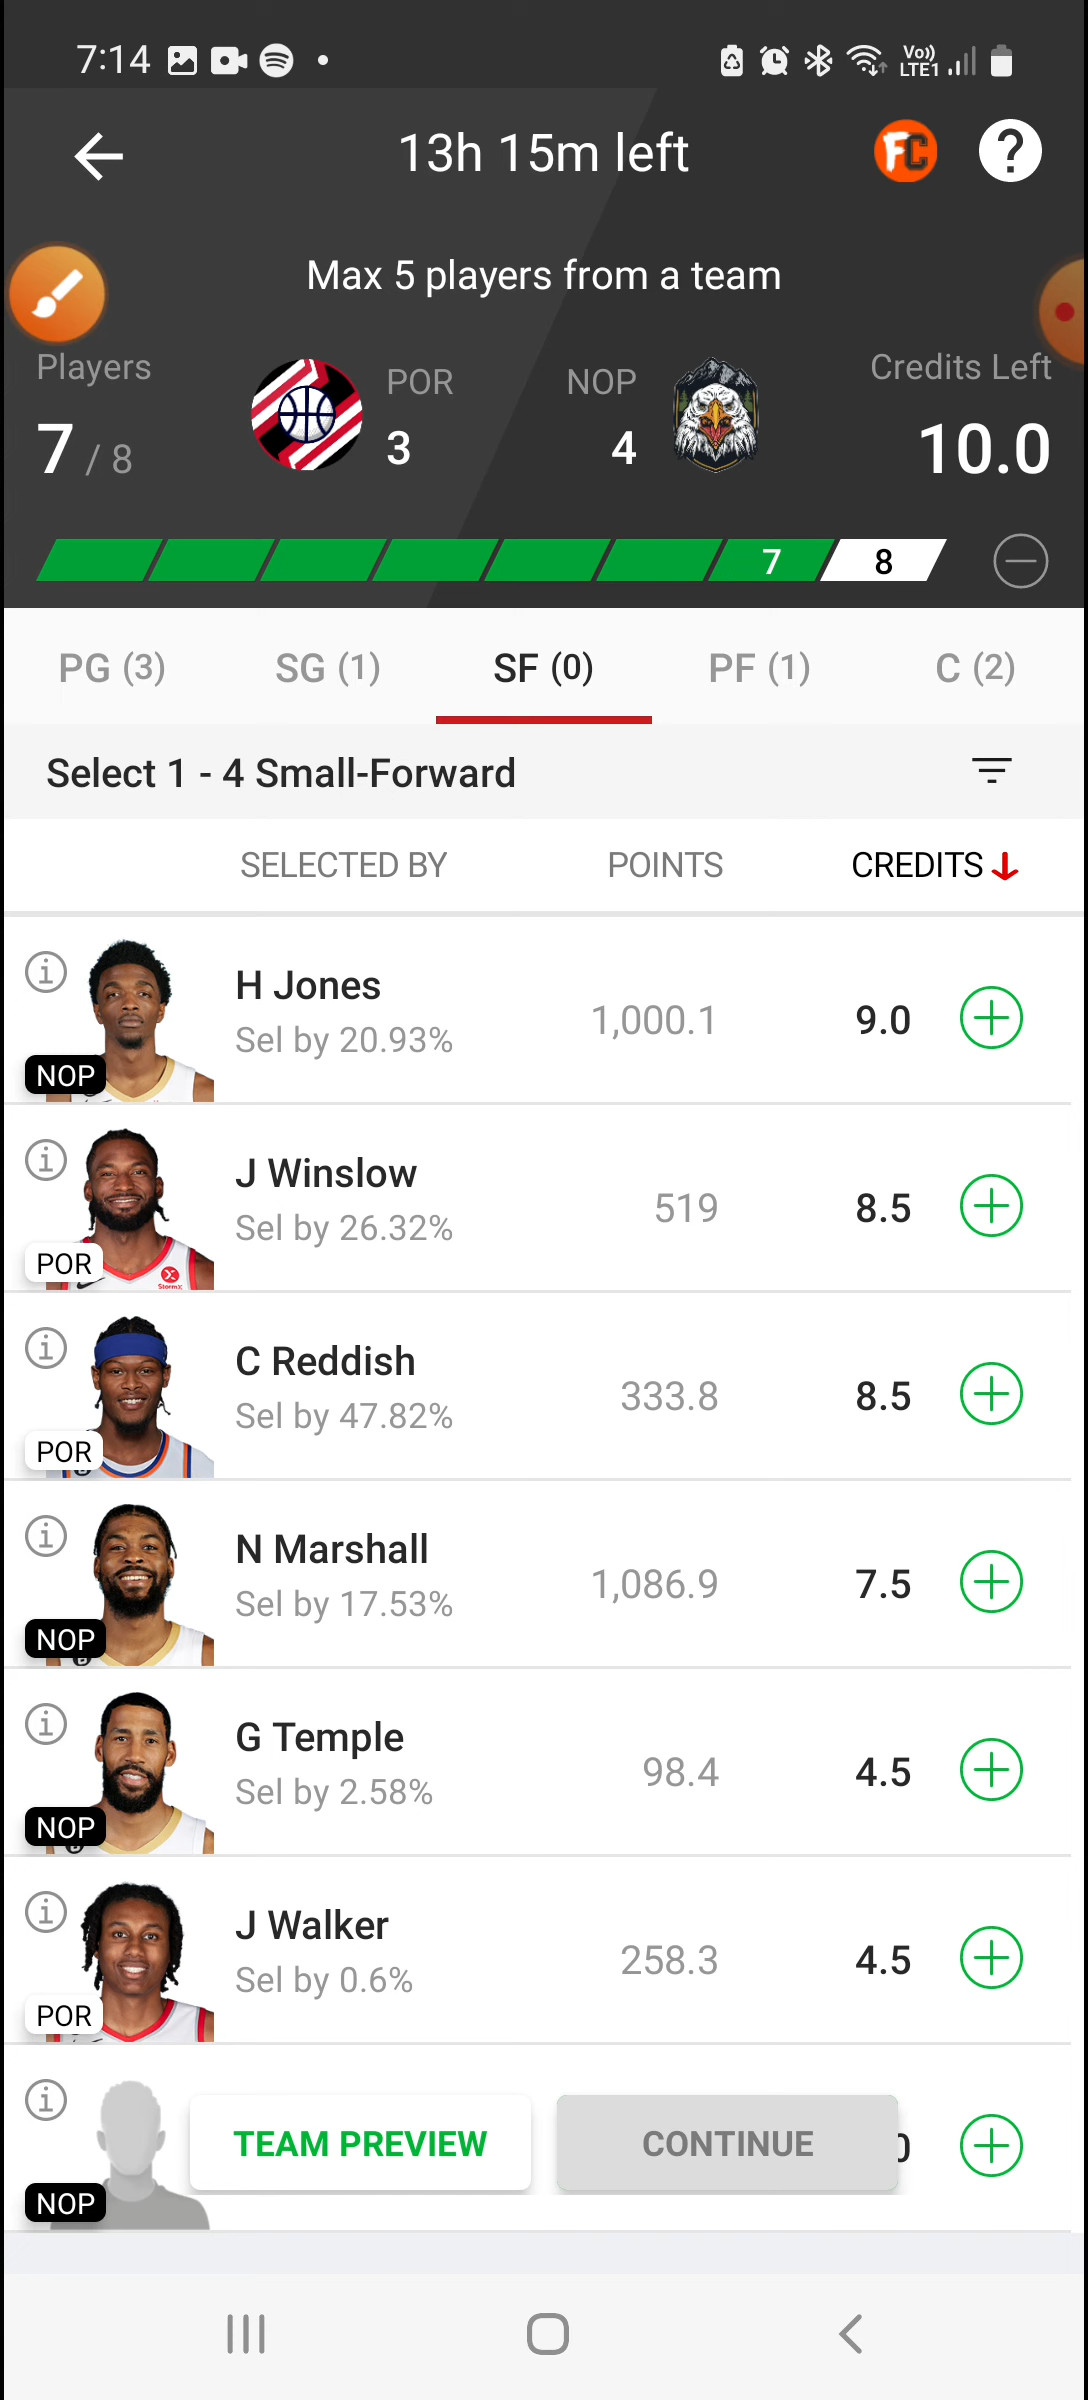 7:14
Vo)) LTE1
13h 15m left
FC
?
Max 5 players from a team
Players
POR
NOP
Credits Left
7 / 8
3
4
10.0
7
8
PG (3)
SG (1)
SF (0)
PF (1)
C (2)
Select 1 - 4 Small-Forward
SELECTED BY
POINTS
CREDITS
H Jones
Sel by 20.93%
1,000.1
9.0
NOP
J Winslow
Sel by 26.32%
519
8.5
POR
StormX
C Reddish
Sel by 47.82%
333.8
8.5
POR
N Marshall
Sel by 17.53%
1,086.9
7.5
NOP
G Temple
Sel by 2.58%
98.4
4.5
NOP
J Walker
Sel by 0.6%
258.3
4.5
POR
TEAM PREVIEW
CONTINUE
NOP